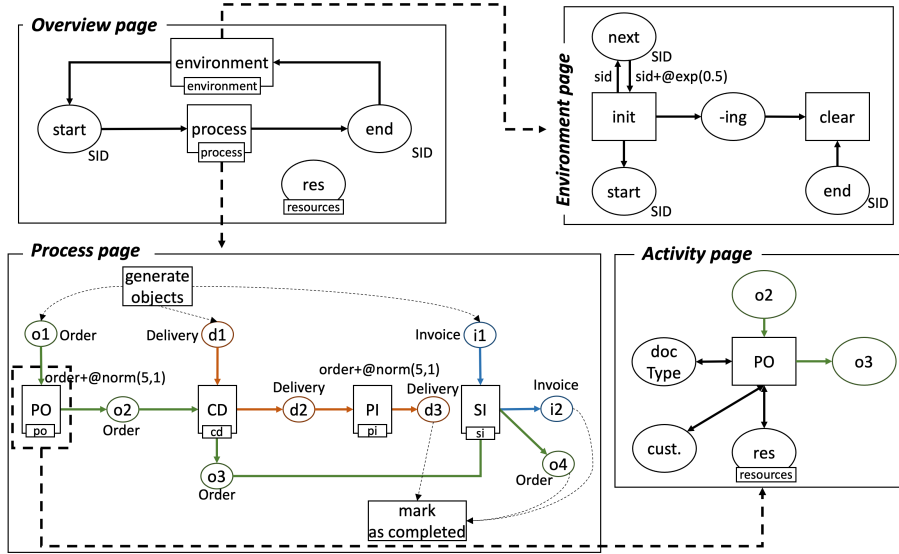 Overview page
environment
environment
start
SID
process
process
end
SID
res
resources
Environment page
next
SID
sid
sid+@exp(0.5)
init
-ing
clear
start
SID
end
SID
Process page
generate
objects
o1
Order
Delivery
d1
Invoice
i1
order+@norm(5,1)
order+@norm(5,1)
PO
po
o2
Order
CD
cd
Delivery
d2
PI
pi
Delivery
d3
SI
si
Invoice
i2
o3
Order
o4
Order
mark
as completed
Activity page
o2
doc
Type
PO
o3
cust.
res
resources